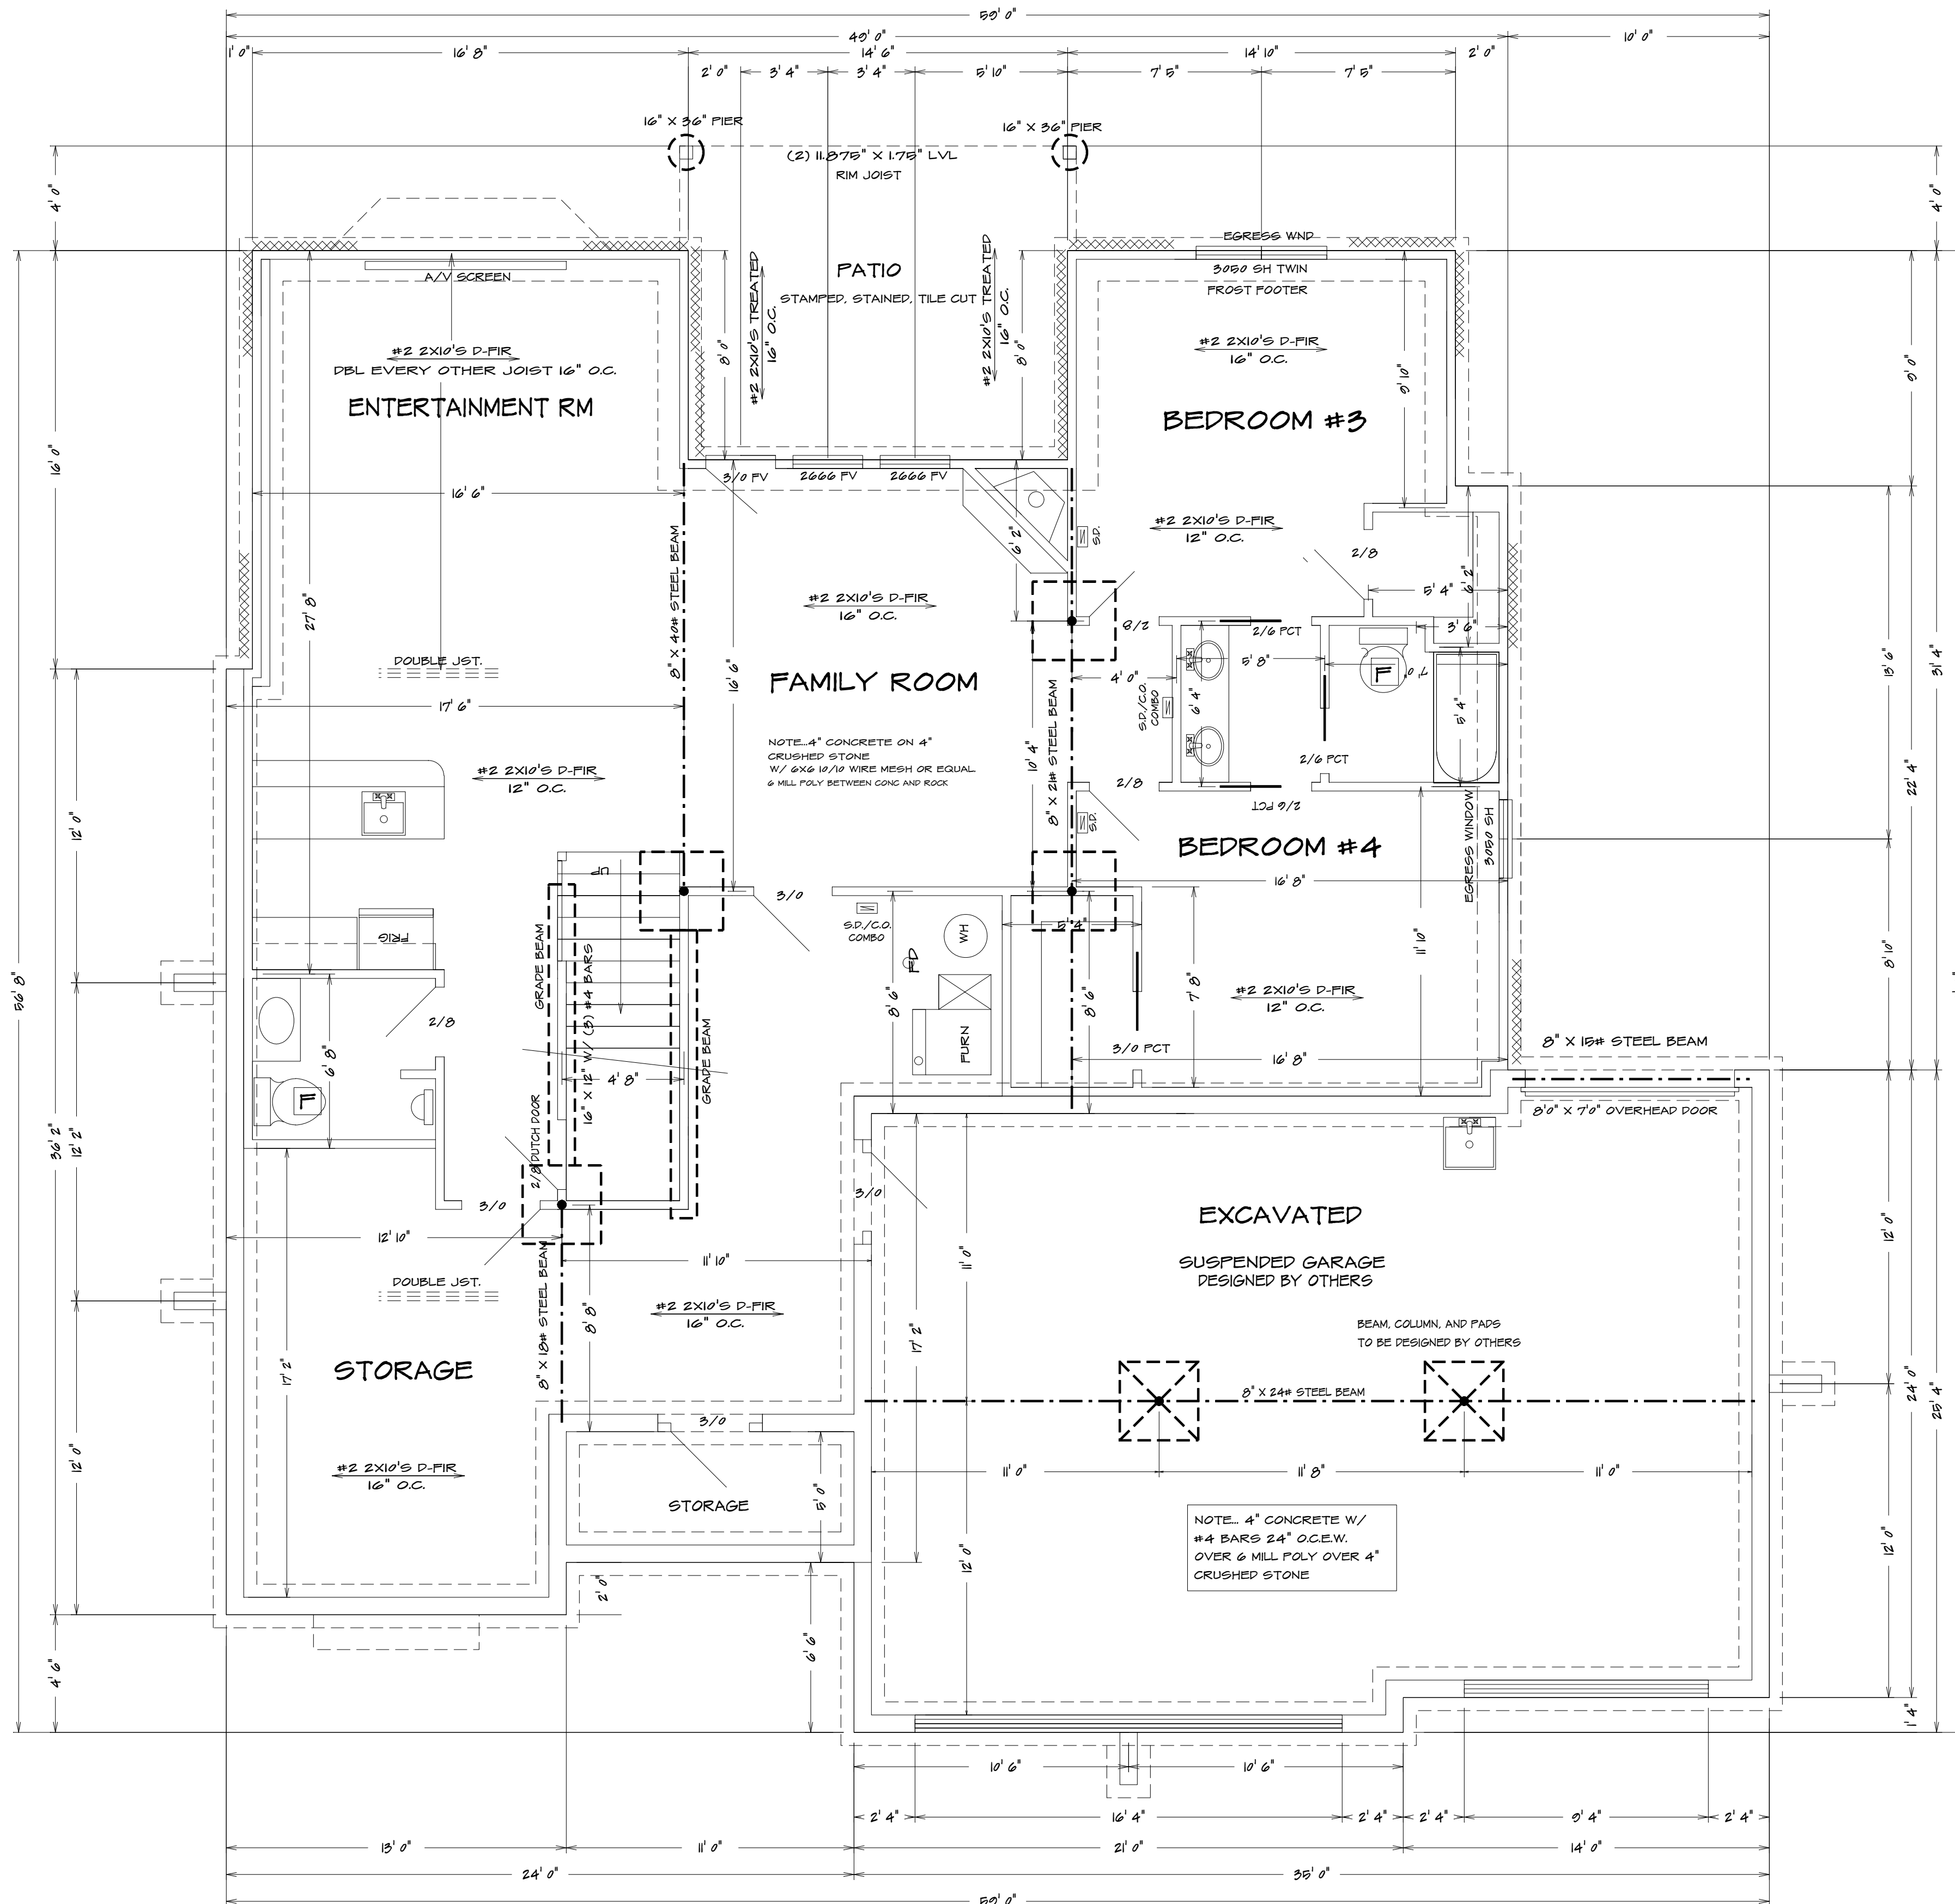 59' 0"
49' 0"
10' 0"
1' 0"
16' 8"
14' 6"
14' 10"
2' 0"
2' 0"
3' 4"
3' 4"
5' 10"
7' 5"
7' 5"
16" X 36" PIER
16" X 36" PIER
(2) 11.875" X 1.75" LVL
RIM JOIST
4' 0"
4' 0"
EGRESS WND
3050 SH TWIN
FROST FOOTER
A/V SCREEN
PATIO
STAMPED, STAINED, TILE CUT
#2 2X10'S TREATED
16" O.C.
#2 2X10'S TREATED
16" O.C.
8' 0"
8' 0"
#2 2X10'S D-FIR
DBL EVERY OTHER JOIST 16" O.C.
ENTERTAINMENT RM
#2 2X10'S D-FIR
16" O.C.
9' 10"
9' 0"
BEDROOM #3
16' 0"
3/0 FV
2666 FV
2666 FV
16' 6"
6' 2"
S.D.
#2 2X10'S D-FIR
12" O.C.
2/8
5' 4"
6' 2"
3' 6"
27' 8"
8" X 40# STEEL BEAM
#2 2X10'S D-FIR
16" O.C.
2/8
2/6 PCT
DOUBLE JST.
16' 6"
FAMILY ROOM
4' 0"
5' 8"
F
7' 0"
13' 6"
31' 4"
17' 6"
S.D./C.O.
COMBO
6' 4"
5' 4"
NOTE...4" CONCRETE ON 4"
CRUSHED STONE
W/ 6X6 10/10 WIRE MESH OR EQUAL
6 MILL POLY BETWEEN CONC AND ROCK
10' 4"
8" X 21# STEEL BEAM
2/6 PCT
22' 4"
#2 2X10'S D-FIR
12" O.C.
2/8
2/6 PCT
S.D.
12' 0"
BEDROOM #4
EGRESS WINDOW
3050 SH
UP
16' 8"
3/0
5' 4"
FRIG
S.D./C.O.
COMBO
WH
FD
11' 10"
8' 10"
GRADE BEAM
16" X 12" W/ (3) #4 BARS
GRADE BEAM
8' 6"
8' 6"
7' 8"
#2 2X10'S D-FIR
12" O.C.
56' 8"
2/8
FURN
3/0 PCT
16' 8"
8" X 15# STEEL BEAM
6' 8"
4' 8"
F
8'0" X 7'0" OVERHEAD DOOR
36' 2"
12' 2"
2/8 DUTCH DOOR
3/0
3/0
EXCAVATED
SUSPENDED GARAGE
DESIGNED BY OTHERS
12' 10"
11' 10"
11' 0"
12' 0"
DOUBLE JST.
8" X 18# STEEL BEAM
8' 8"
#2 2X10'S D-FIR
16" O.C.
17' 2"
BEAM, COLUMN, AND PADS
TO BE DESIGNED BY OTHERS
STORAGE
17' 2"
8" X 24# STEEL BEAM
24' 0"
25' 4"
3/0
12' 0"
#2 2X10'S D-FIR
16" O.C.
STORAGE
5' 0"
11' 0"
11' 8"
11' 0"
NOTE... 4" CONCRETE W/
#4 BARS 24" O.C.E.W.
OVER 6 MILL POLY OVER 4"
CRUSHED STONE
12' 0"
12' 0"
2' 0"
6' 6"
4' 6"
1' 4"
10' 6"
10' 6"
2' 4"
16' 4"
2' 4"
2' 4"
9' 4"
2' 4"
13' 0"
11' 0"
21' 0"
14' 0"
24' 0"
35' 0"
59' 0"